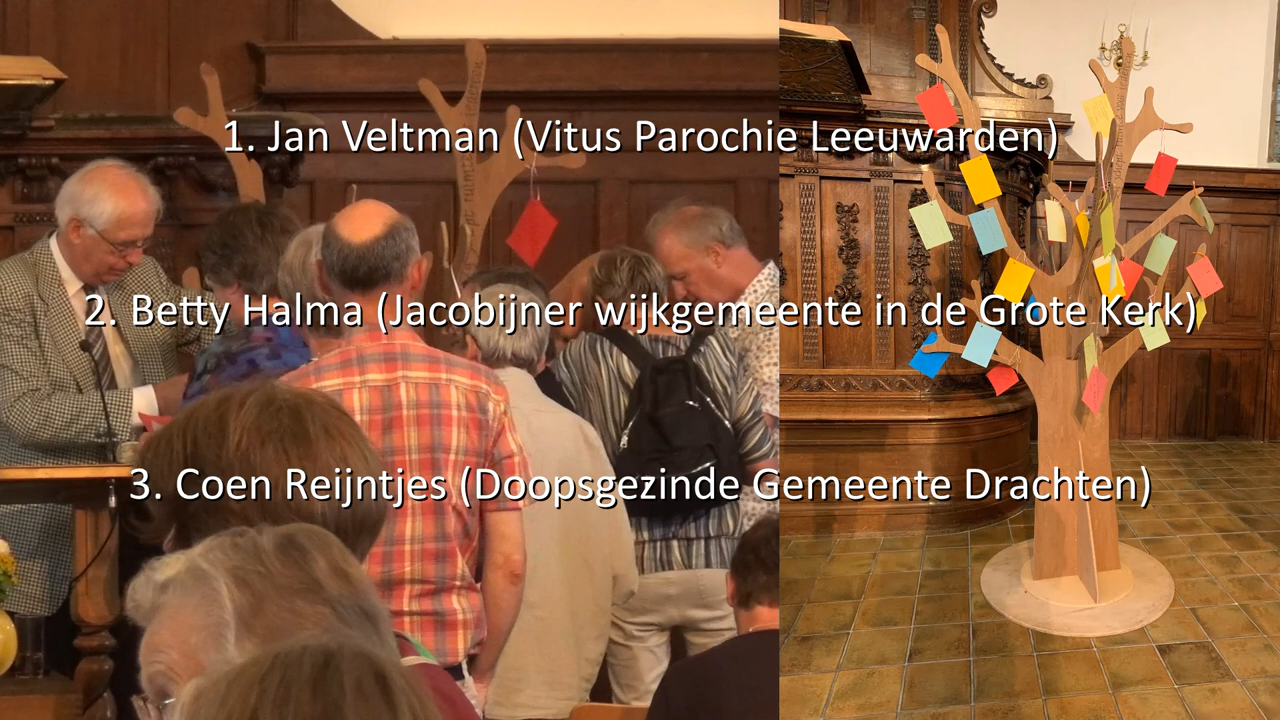 1. Jan Veltman (Vitus Parochie Leeuwarden)
2. Betty Halma (Jacobijner wijkgemeente in de Grote Kerk)
3. Coen Reijntjes (Doopsgezinde Gemeente Drachten)